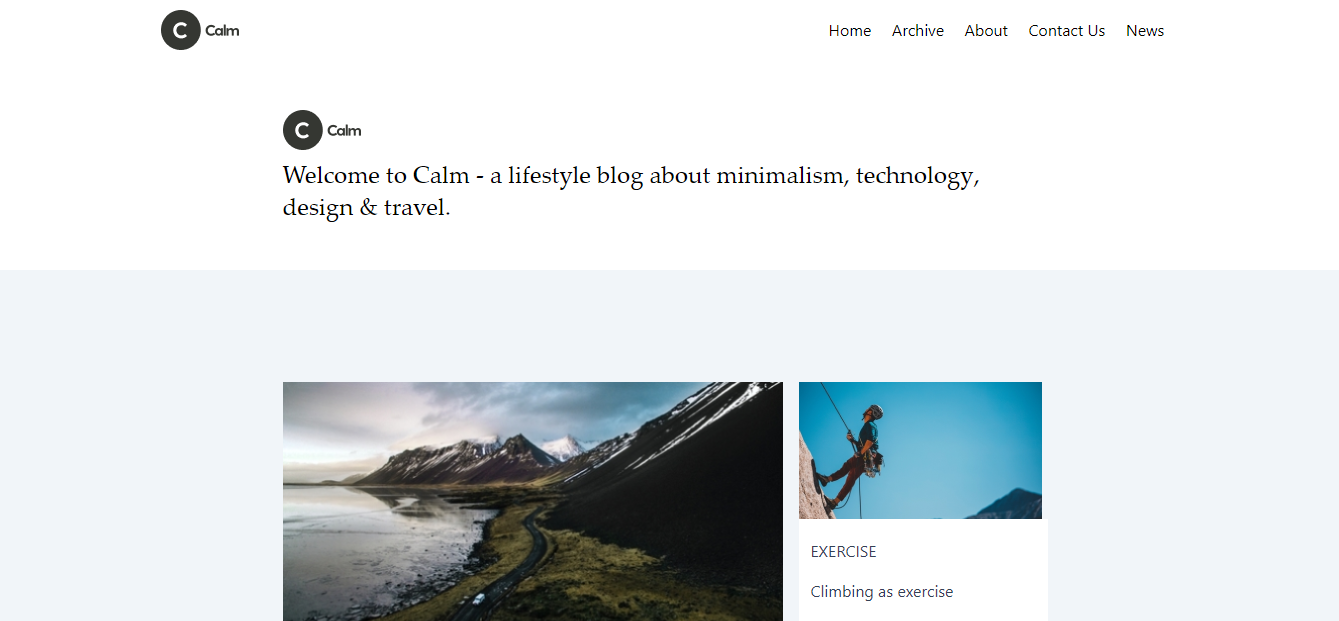 C Calm
Home Archive About Contact Us News
C Calm
Welcome to Calm - a lifestyle blog about minimalism, technology,
design & travel.
EXERCISE
Climbing as exercise